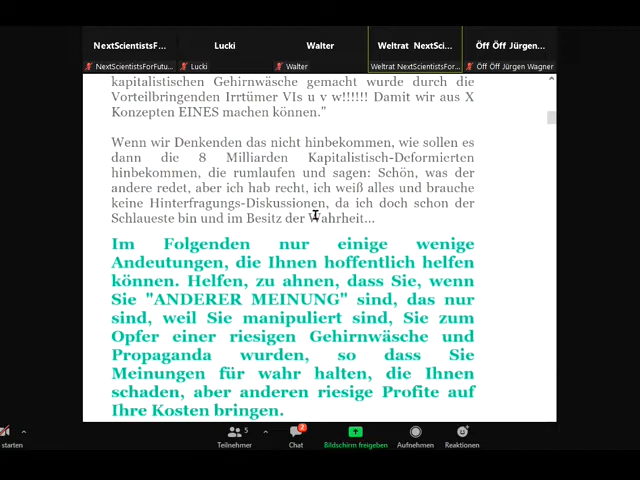 NextScientistsF...
Lucki
Walter
Weltrat NextSci...
Öff Öff Jürgen...
NextScientistsForFutu...
Lucki
Walter
Weltrat NextScientistsFor...
Öff Öff Jürgen Wagner
kapitalistischen Gehirnwäsche gemacht wurde durch die
Vorteilbringenden Irrtümer VIs u v w!!!!!! Damit wir aus X
Konzepten EINES machen können."
Wenn wir Denkenden das nicht hinbekommen, wie sollen es
dann die 8 Milliarden Kapitalistisch-Deformierten
hinbekommen, die rumlaufen und sagen: Schön, was der
andere redet, aber ich hab recht, ich weiß alles und brauche
keine Hinterfragungs-Diskussionen, da ich doch schon der
Schlaueste bin und im Besitz der Wahrheit...
Im Folgenden nur einige wenige
Andeutungen, die Ihnen hoffentlich helfen
können. Helfen, zu ahnen, dass Sie, wenn
Sie "ANDERER MEINUNG" sind, das nur
sind, weil Sie manipuliert sind, Sie zum
Opfer einer riesigen Gehirnwäsche und
Propaganda wurden, so dass Sie
Meinungen für wahr halten, die Ihnen
schaden, aber anderen riesige Profite auf
Ihre Kosten bringen.
5
2
starten
Teilnehmer
Chat
Bildschirm freigeben
Aufnehmen
Reaktionen